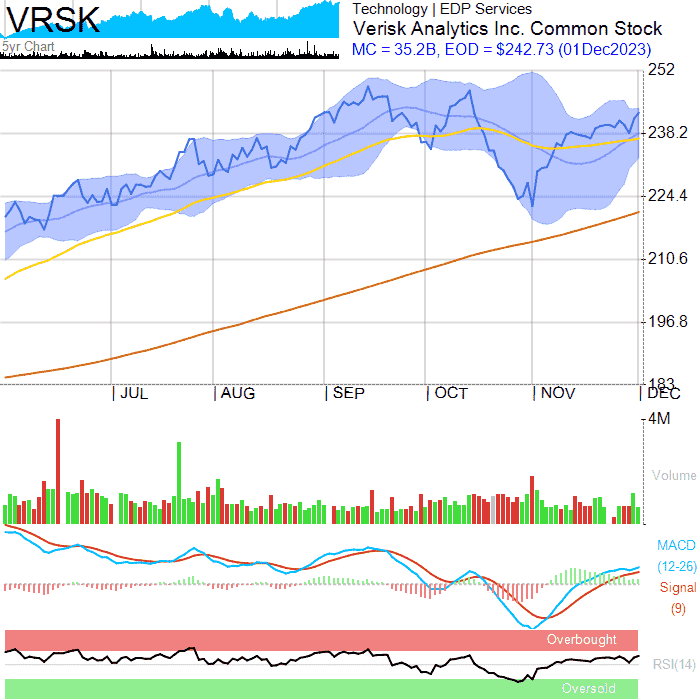 VRSK
5yr Chart
Technology | EDP Services
Verisk Analytics Inc. Common Stock
MC = 35.2B, EOD = $242.73 (01Dec2023)
252
238.2
224.4
210.6
196.8
183
JUL
AUG
SEP
OCT
NOV
DEC
4M
Volume
MACD
(12-26)
Signal
(9)
Overbought
RSI(14)
Oversold